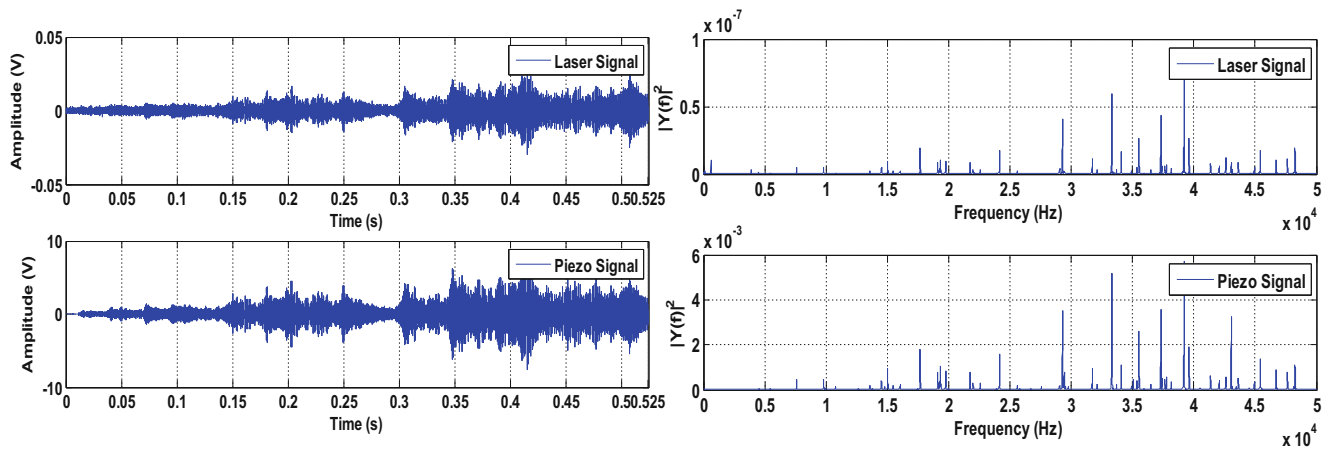 0.05
0
-0.05
Amplitude (V)
Laser Signal
0 0.05 0.1 0.15 0.2 0.25 0.3 0.35 0.4 0.45 0.50.525
Time (s)
x 10-7
1
0.5
0
|Y(f)|2
Laser Signal
0 0.5 1 1.5 2 2.5 3 3.5 4 4.5 5
Frequency (Hz)
x 104
10
0
-10
Amplitude (V)
Piezo Signal
0 0.05 0.1 0.15 0.2 0.25 0.3 0.35 0.4 0.45 0.50.525
Time (s)
x 10-3
6
4
2
0
|Y(f)|2
Piezo Signal
0 0.5 1 1.5 2 2.5 3 3.5 4 4.5 5
Frequency (Hz)
x 104